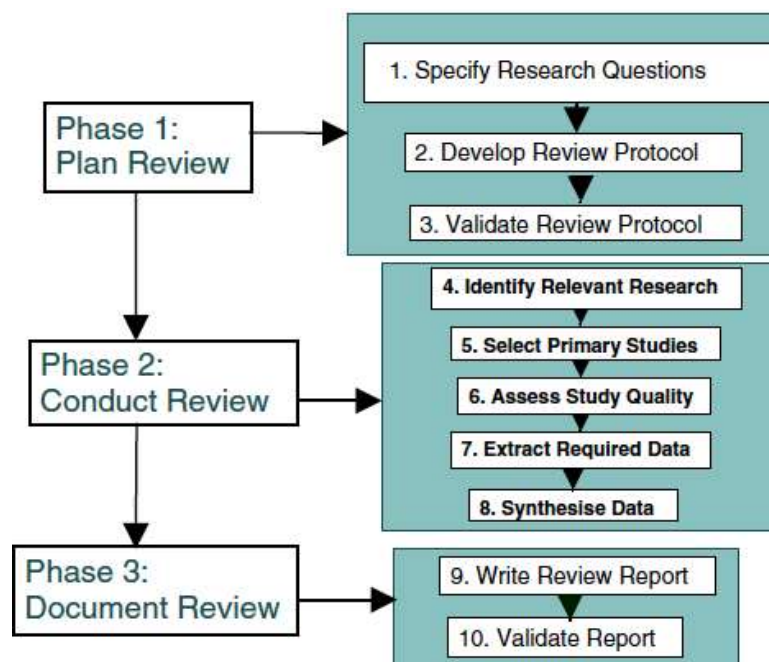 1. Specify Research Questions
Phase 1:
Plan Review
2. Develop Review Protocol
3. Validate Review Protocol
4. Identify Relevant Research
5. Select Primary Studies
Phase 2:
Conduct Review
6. Assess Study Quality
7. Extract Required Data
8. Synthesise Data
Phase 3:
Document Review
9. Write Review Report
10. Validate Report